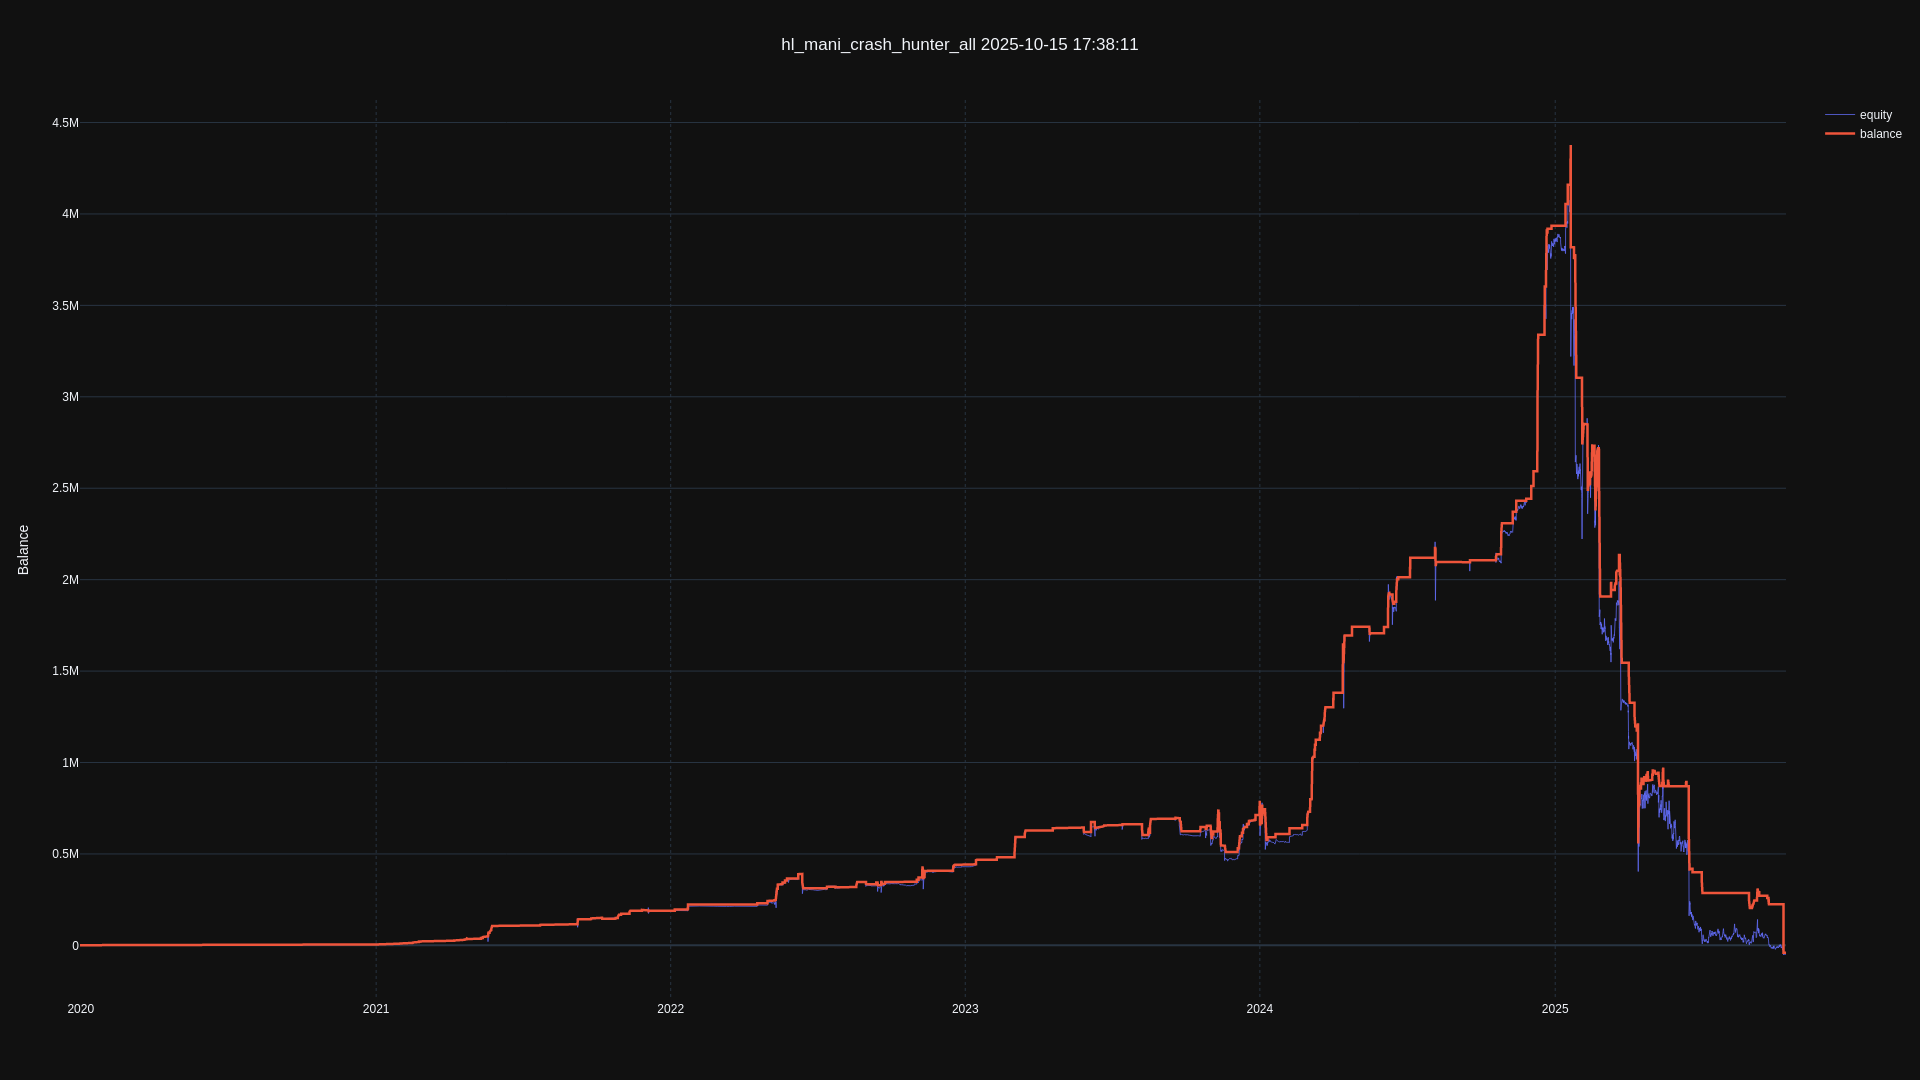 hl_mani_crash_hunter_all 2025-10-15 17:38:11
equity
balance
4.5M
4M
3.5M
3M
2.5M
2M
1.5M
1M
0.5M
0
Balance
2020
2021
2022
2023
2024
2025